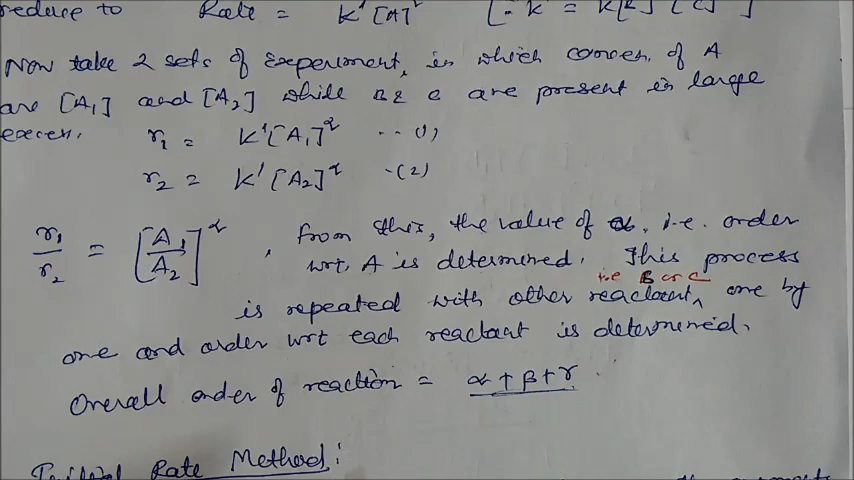 reduce to Rate = K' [A]^α [∵ K' = K[B] [C] ]
Now take 2 sets of Experiment, in which concen. of A
are [A₁] and [A₂] while B & C are present in large
excess.
r₁ = K' [A₁]^α --(1)
r₂ = K' [A₂]^α -(2)
r₁/r₂ = [A₁/A₂]^α , from this, the value of α. i.e. order
wrt. A is determined. This process
i.e B or C
is repeated with other reactant, one by
one and order wrt each reactant is determined.
Overall order of reaction = α + β + γ .
Initial Rate Method: